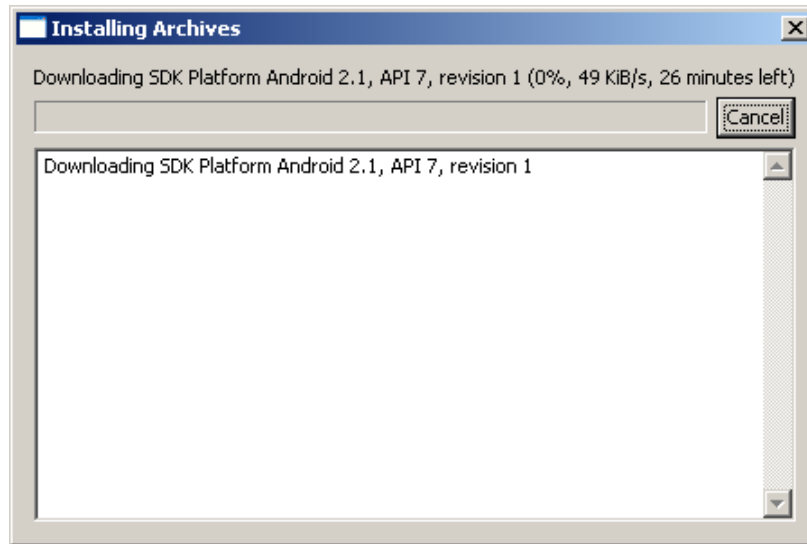 Installing Archives
Downloading SDK Platform Android 2.1, API 7, revision 1 (0%, 49 KiB/s, 26 minutes left)
Cancel
Downloading SDK Platform Android 2.1, API 7, revision 1